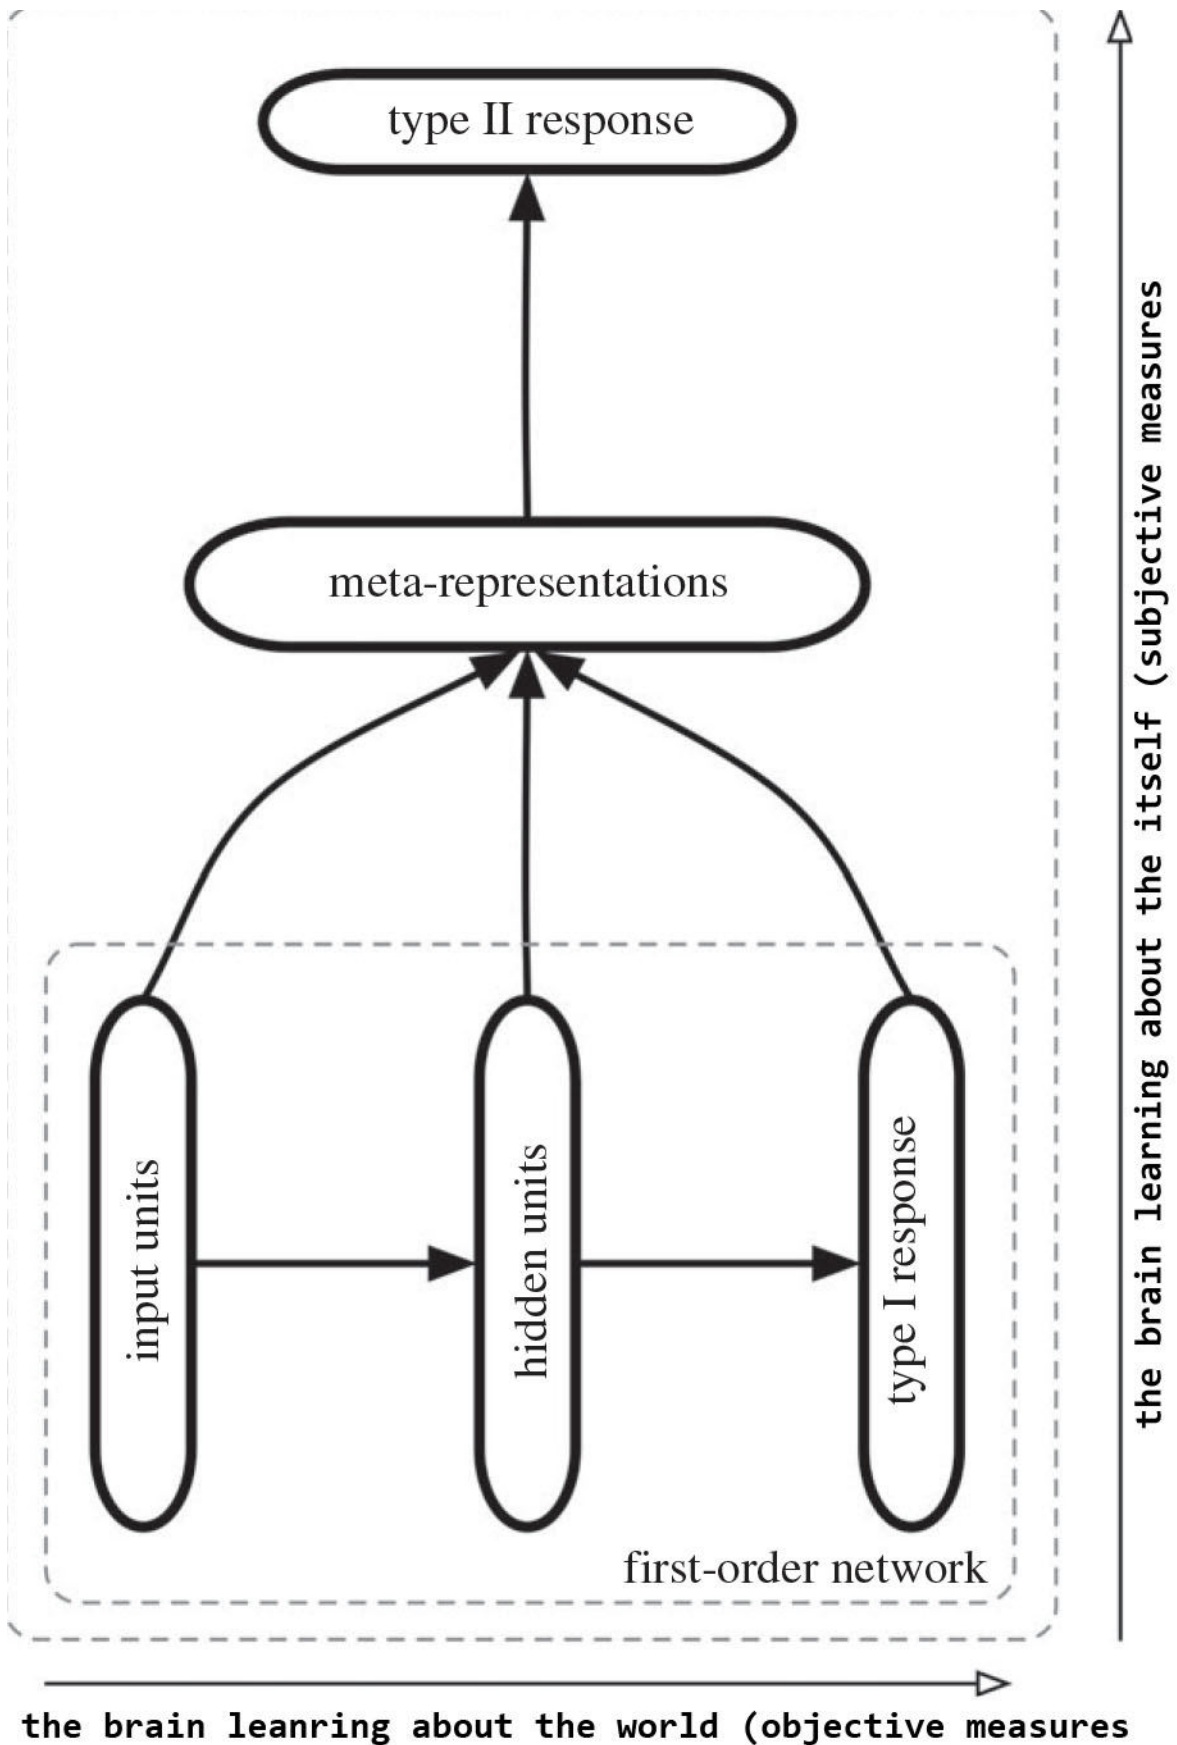 type II response
meta-representations
input units
hidden units
type I response
first-order network
the brain learning about the itself (subjective measures
the brain leanring about the world (objective measures